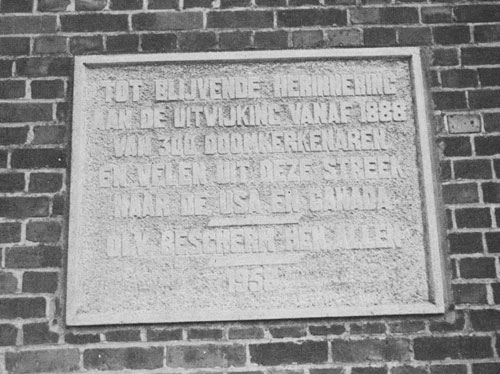 TOT BLIJVENDE HERINNERING
AAN DE UITWIJKING VANAF 1888
VAN 300 DOOMKERKENAREN
EN VELEN UIT DEZE STREEK
NAAR DE U.S.A. EN CANADA
O.L.V. BESCHERM HEN ALLEN